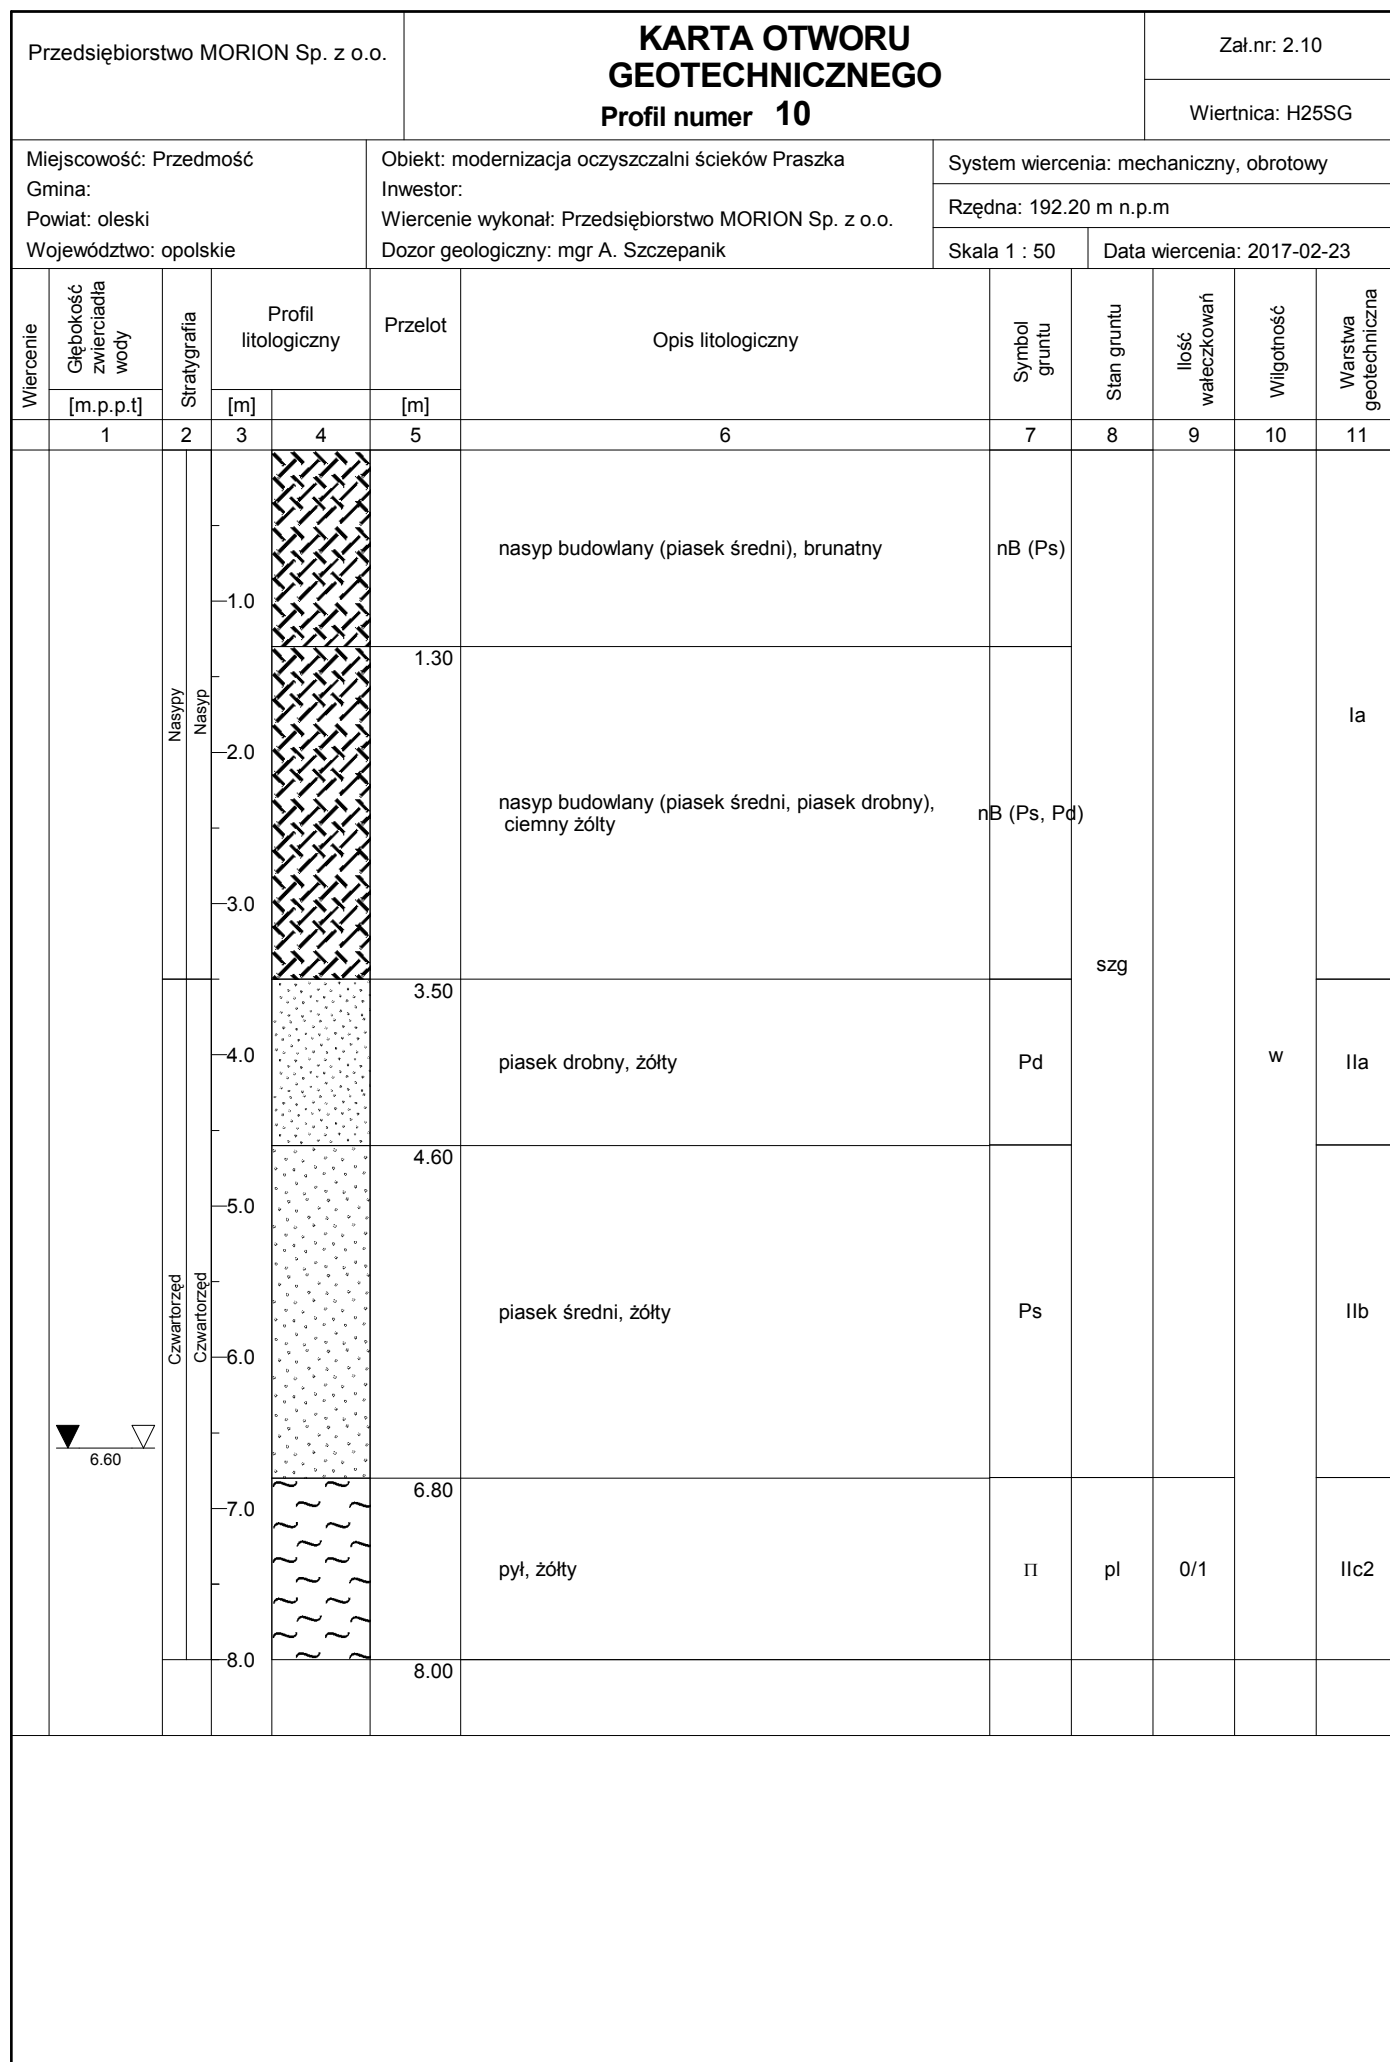 Przedsiębiorstwo MORION Sp. z o.o.
KARTA OTWORU
GEOTECHNICZNEGO
Profil numer 10
Zał.nr: 2.10
Wiertnica: H25SG
Miejscowość: Przedmość
Gmina:
Powiat: oleski
Województwo: opolskie
Obiekt: modernizacja oczyszczalni ścieków Praszka
Inwestor:
Wiercenie wykonał: Przedsiębiorstwo MORION Sp. z o.o.
Dozor geologiczny: mgr A. Szczepanik
System wiercenia: mechaniczny, obrotowy
Rzędna: 192.20 m n.p.m
Skala 1 : 50
Data wiercenia: 2017-02-23
Wiercenie
Głębokość
zwierciadła
wody
[m.p.p.t]
Stratygrafia
Profil
litologiczny
[m]
Przelot
[m]
Opis litologiczny
Symbol
gruntu
Stan gruntu
Ilość
wałeczkowań
Wilgotność
Warstwa
geotechniczna
1 2 3 4 5 6 7 8 9 10 11
nasyp budowlany (piasek średni), brunatny
nB (Ps)
1.0
1.30
Nasypy
Nasyp
Ia
2.0
nasyp budowlany (piasek średni, piasek drobny),
ciemny żólty
nB (Ps, Pd)
3.0
szg
3.50
4.0
piasek drobny, żółty
Pd
w
IIa
4.60
5.0
Czwartorzęd
Czwartorzęd
piasek średni, żółty
Ps
IIb
6.0
6.60
6.80
7.0
pył, żółty
Π
pl
0/1
IIc2
8.0
8.00